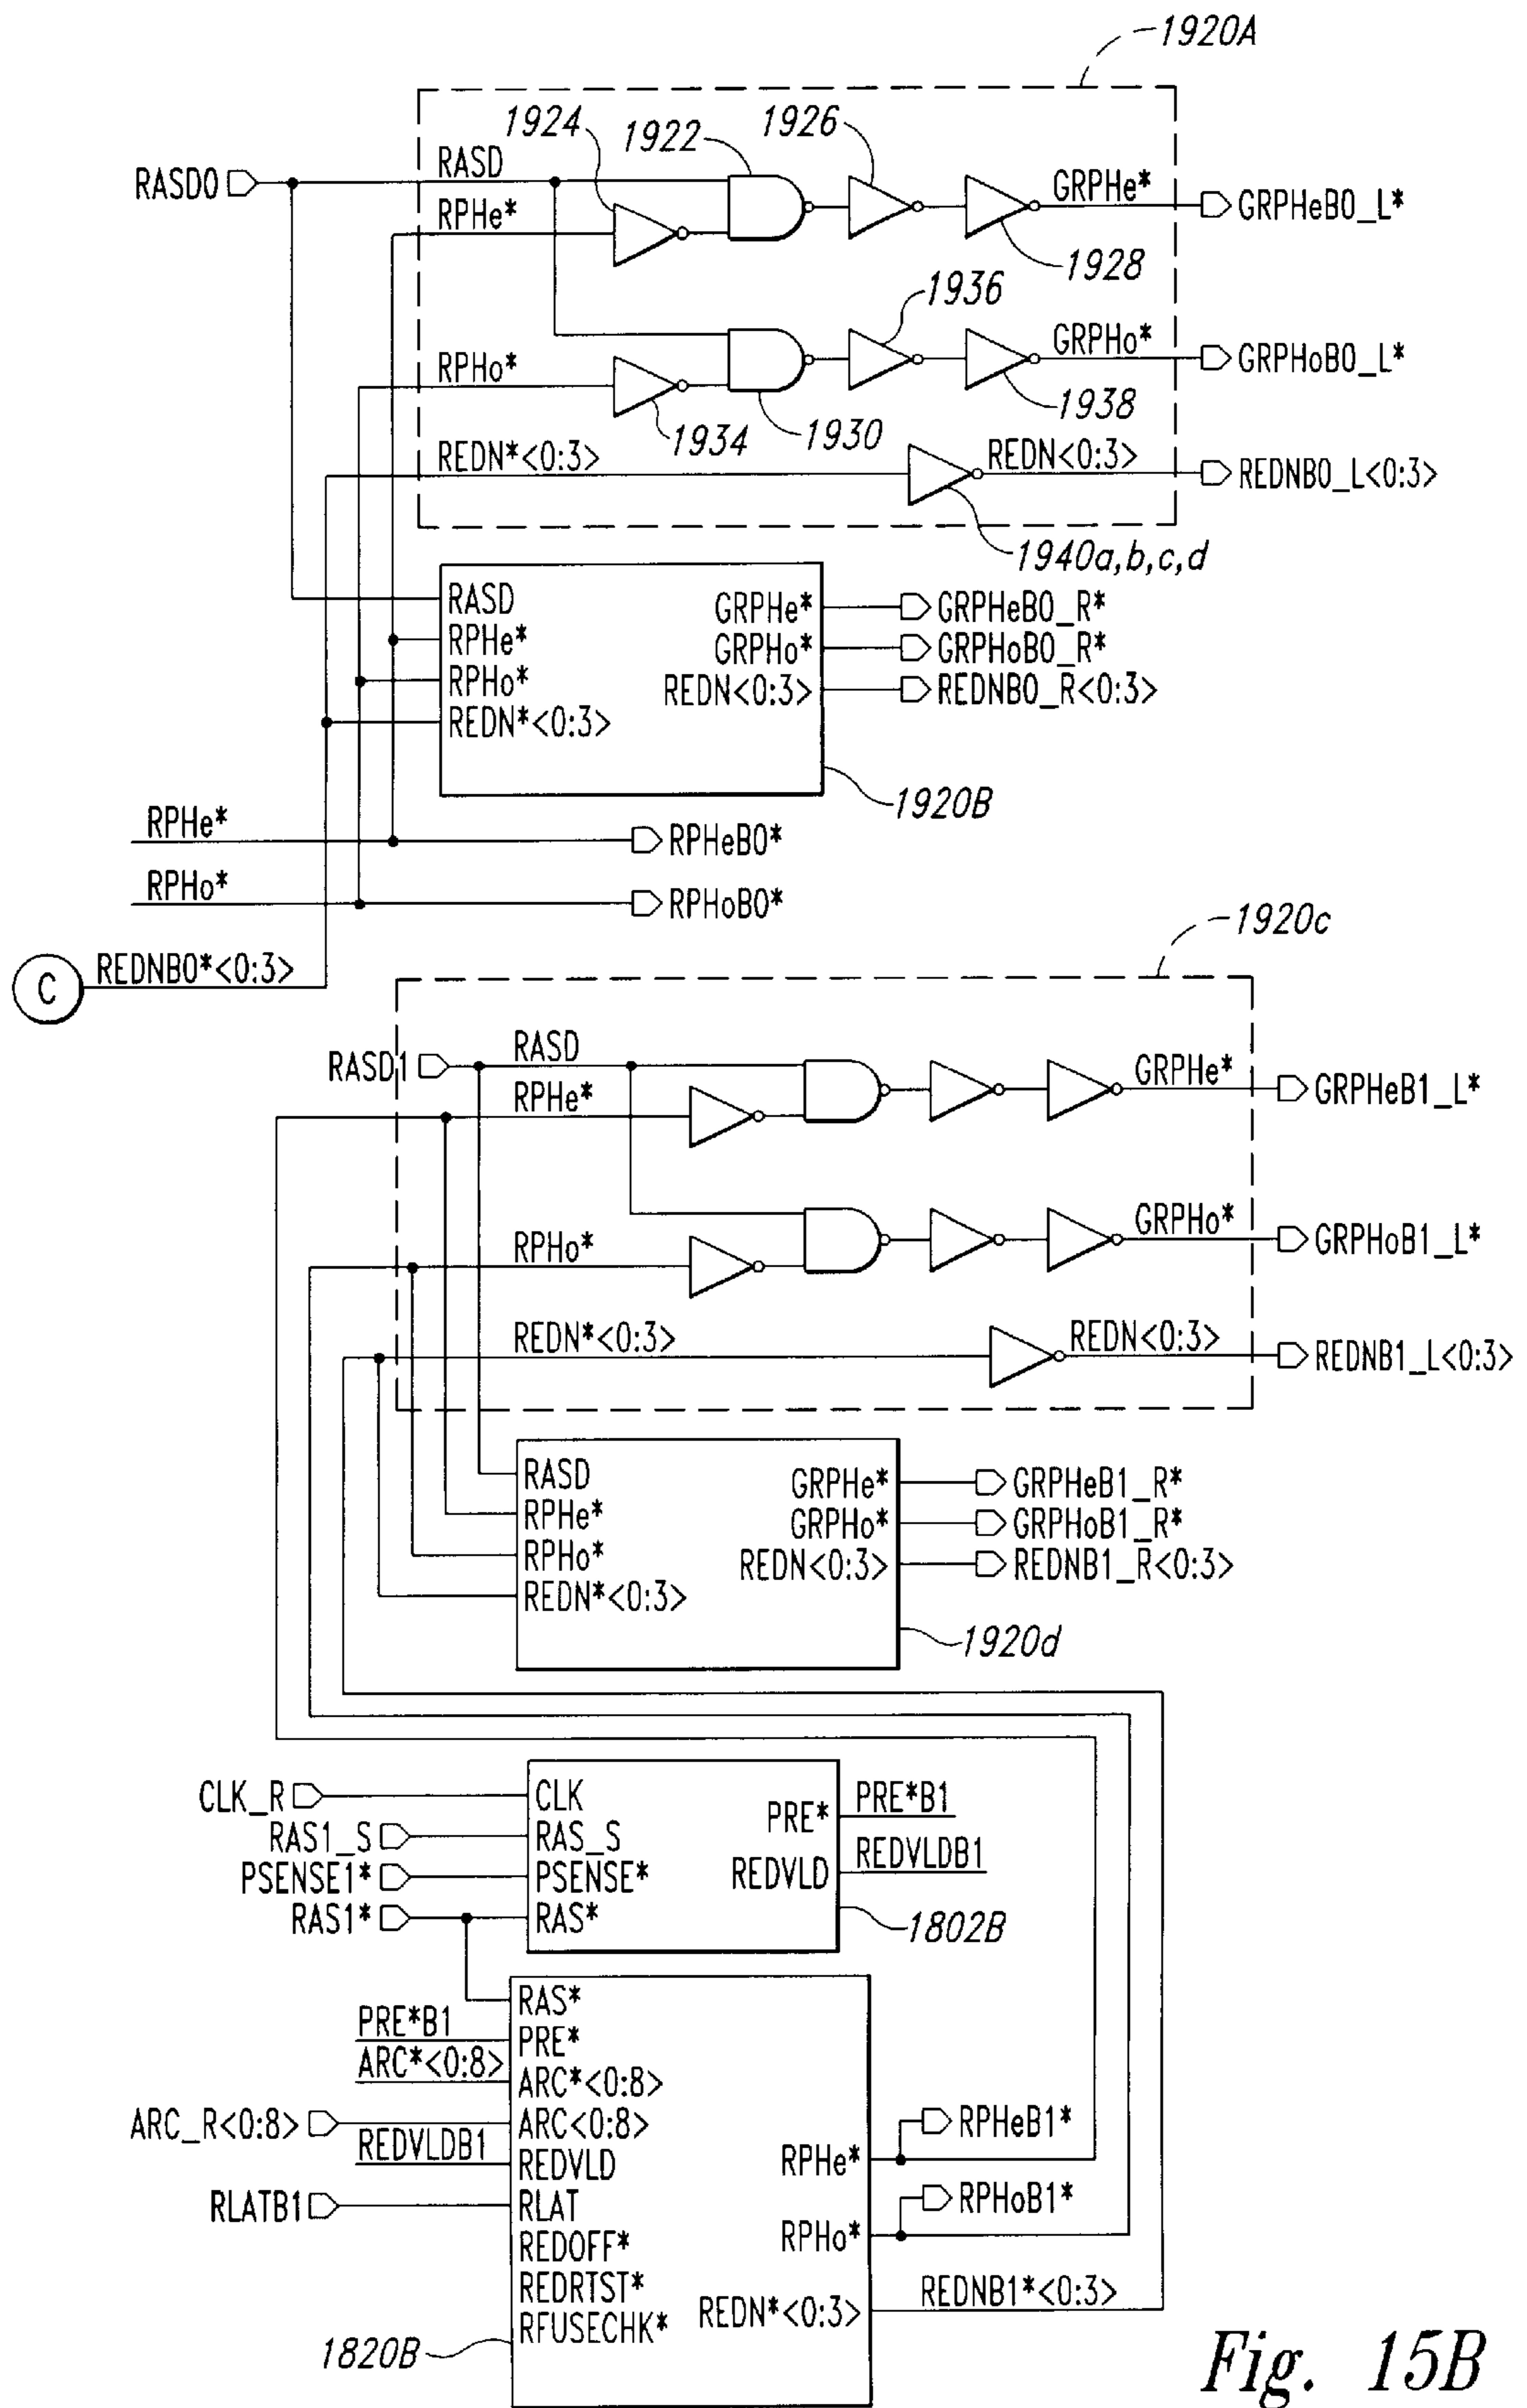 1920A
1924
1922
1926
RASD0
RASD
GRPHe*
GRPHeB0_L*
RPHe*
1928
1936
GRPHo*
GRPHoB0_L*
RPHo*
1934
1930
1938
REDN*<0:3>
REDN<0:3>
REDNB0_L<0:3>
1940a,b,c,d
RASD
GRPHe*
GRPHeB0_R*
RPHe*
GRPHo*
GRPHoB0_R*
RPHo*
REDN<0:3>
REDNB0_R<0:3>
REDN*<0:3>
1920B
RPHe*
RPHeB0*
RPHo*
RPHoB0*
1920c
C
REDNB0*<0:3>
RASD1
RASD
GRPHe*
GRPHeB1_L*
RPHe*
GRPHo*
GRPHoB1_L*
RPHo*
REDN*<0:3>
REDN<0:3>
REDNB1_L<0:3>
RASD
GRPHe*
GRPHeB1_R*
RPHe*
GRPHo*
GRPHoB1_R*
RPHo*
REDN<0:3>
REDNB1_R<0:3>
REDN*<0:3>
1920d
CLK_R
CLK
PRE*
PRE*B1
RAS1_S
RAS_S
PSENSE1*
PSENSE*
REDVLD
REDVLDB1
RAS1*
RAS*
1802B
RAS*
PRE*B1
PRE*
ARC*<0:8>
ARC*<0:8>
ARC_R<0:8>
ARC<0:8>
RPHeB1*
REDVLDB1
REDVLD
RPHe*
RLATB1
RLAT
RPHoB1*
REDOFF*
RPHo*
REDRTST*
REDN*<0:3>
REDNB1*<0:3>
RFUSECHK*
1820B
Fig. 15B